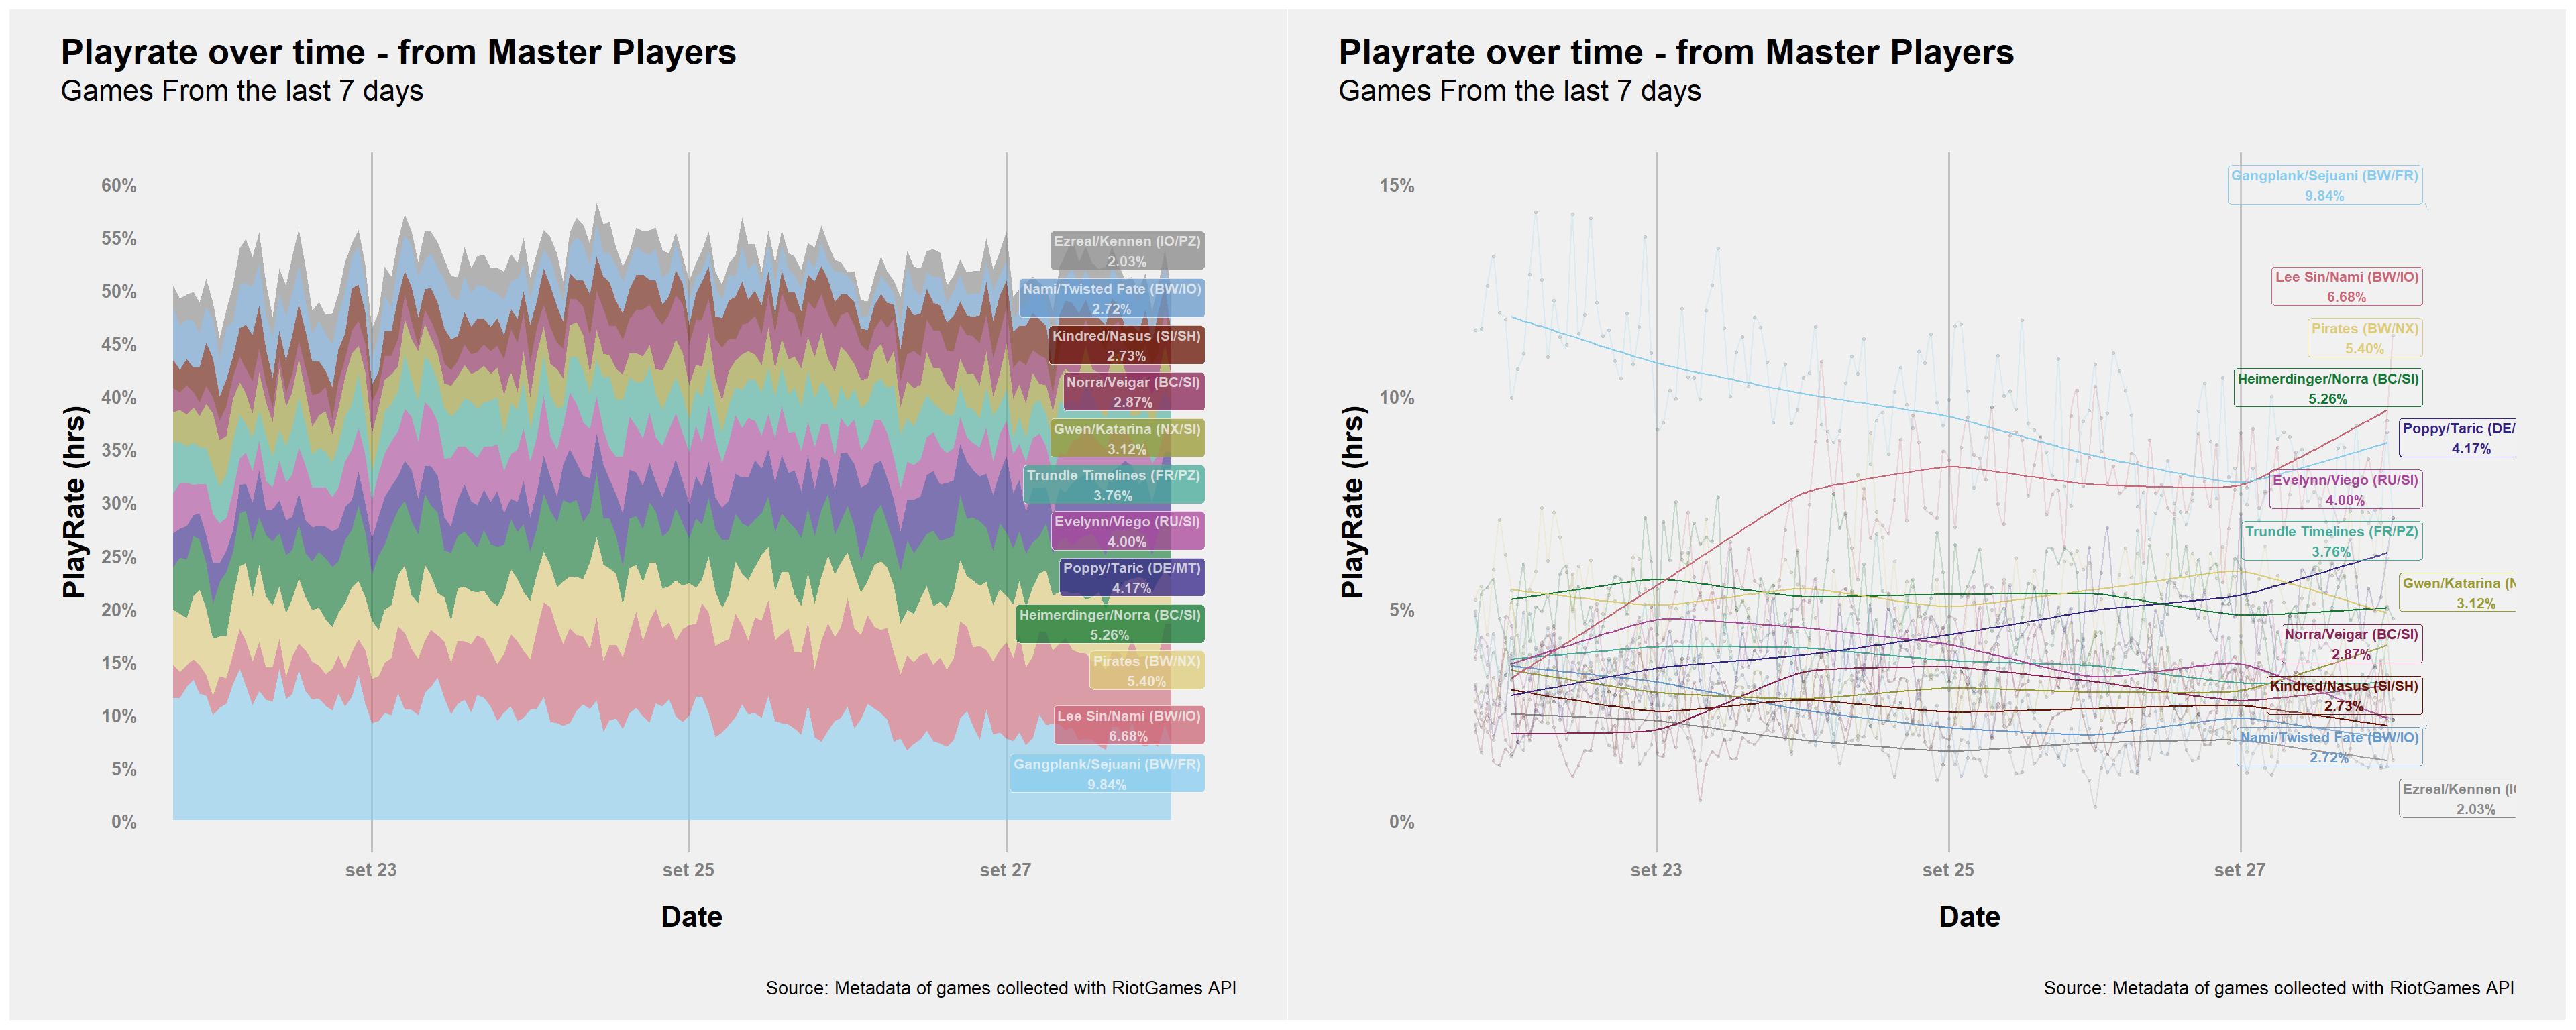 Playrate over time - from Master Players
Games From the last 7 days
PlayRate (hrs)
60%
55%
50%
45%
40%
35%
30%
25%
20%
15%
10%
5%
0%
Ezreal/Kennen (IO/PZ)
2.03%
Nami/Twisted Fate (BW/IO)
2.72%
Kindred/Nasus (SI/SH)
2.73%
Norra/Veigar (BC/SI)
2.87%
Gwen/Katarina (NX/SI)
3.12%
Trundle Timelines (FR/PZ)
3.76%
Evelynn/Viego (RU/SI)
4.00%
Poppy/Taric (DE/MT)
4.17%
Heimerdinger/Norra (BC/SI)
5.26%
Pirates (BW/NX)
5.40%
Lee Sin/Nami (BW/IO)
6.68%
Gangplank/Sejuani (BW/FR)
9.84%
set 23
set 25
set 27
Date
Source: Metadata of games collected with RiotGames API
Playrate over time - from Master Players
Games From the last 7 days
PlayRate (hrs)
15%
10%
5%
0%
Gangplank/Sejuani (BW/FR)
9.84%
Lee Sin/Nami (BW/IO)
6.68%
Pirates (BW/NX)
5.40%
Heimerdinger/Norra (BC/SI)
5.26%
Poppy/Taric (DE/
4.17%
Evelynn/Viego (RU/SI)
4.00%
Trundle Timelines (FR/PZ)
3.76%
Gwen/Katarina (N
3.12%
Norra/Veigar (BC/SI)
2.87%
Kindred/Nasus (SI/SH)
2.73%
Nami/Twisted Fate (BW/IO)
2.72%
Ezreal/Kennen (I
2.03%
set 23
set 25
set 27
Date
Source: Metadata of games collected with RiotGames API